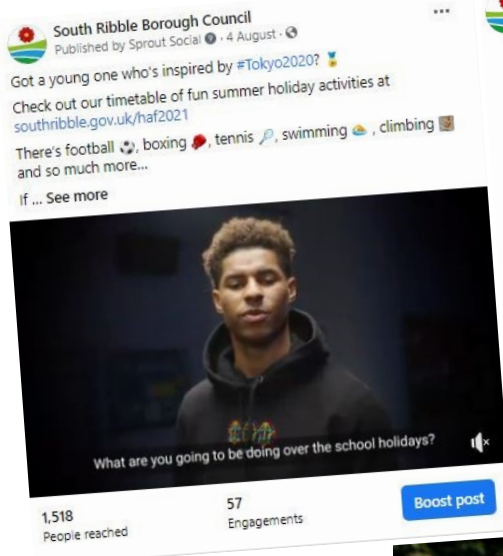 South Ribble Borough Council
Published by Sprout Social · 4 August ·
Got a young one who's inspired by #Tokyo2020?
Check out our timetable of fun summer holiday activities at
southribble.gov.uk/haf2021
There's football , boxing , tennis , swimming , climbing
and so much more...
If ... See more
What are you going to be doing over the school holidays?
1,518
People reached
57
Engagements
Boost post